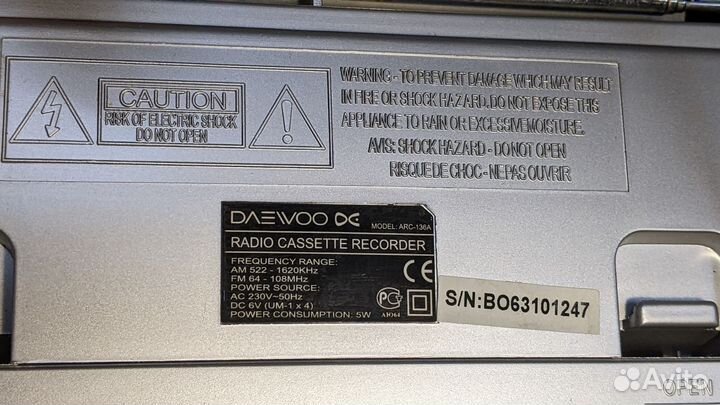 CAUTION
RISK OF ELECTRIC SHOCK
DO NOT OPEN
WARNING - TO PREVENT DAMAGE WHICH MAY RESULT
IN FIRE OR SHOCK HAZARD.DO NOT EXPOSE THIS
APPLIANCE TO RAIN OR EXCESSIVE MOISTURE.
AVIS: SHOCK HAZARD - DO NOT OPEN
RISQUE DE CHOC - NE PAS OUVRIR
DAEWOO
MODEL: ARC-136A
RADIO CASSETTE RECORDER
FREQUENCY RANGE:
AM 522 - 1620KHz
FM 64 - 108MHz
POWER SOURCE:
AC 230V~50Hz
DC 6V (UM-1 x 4)
POWER CONSUMPTION: 5W
CE
РС
АЮ64
S/N:BO63101247
OPEN
Avito